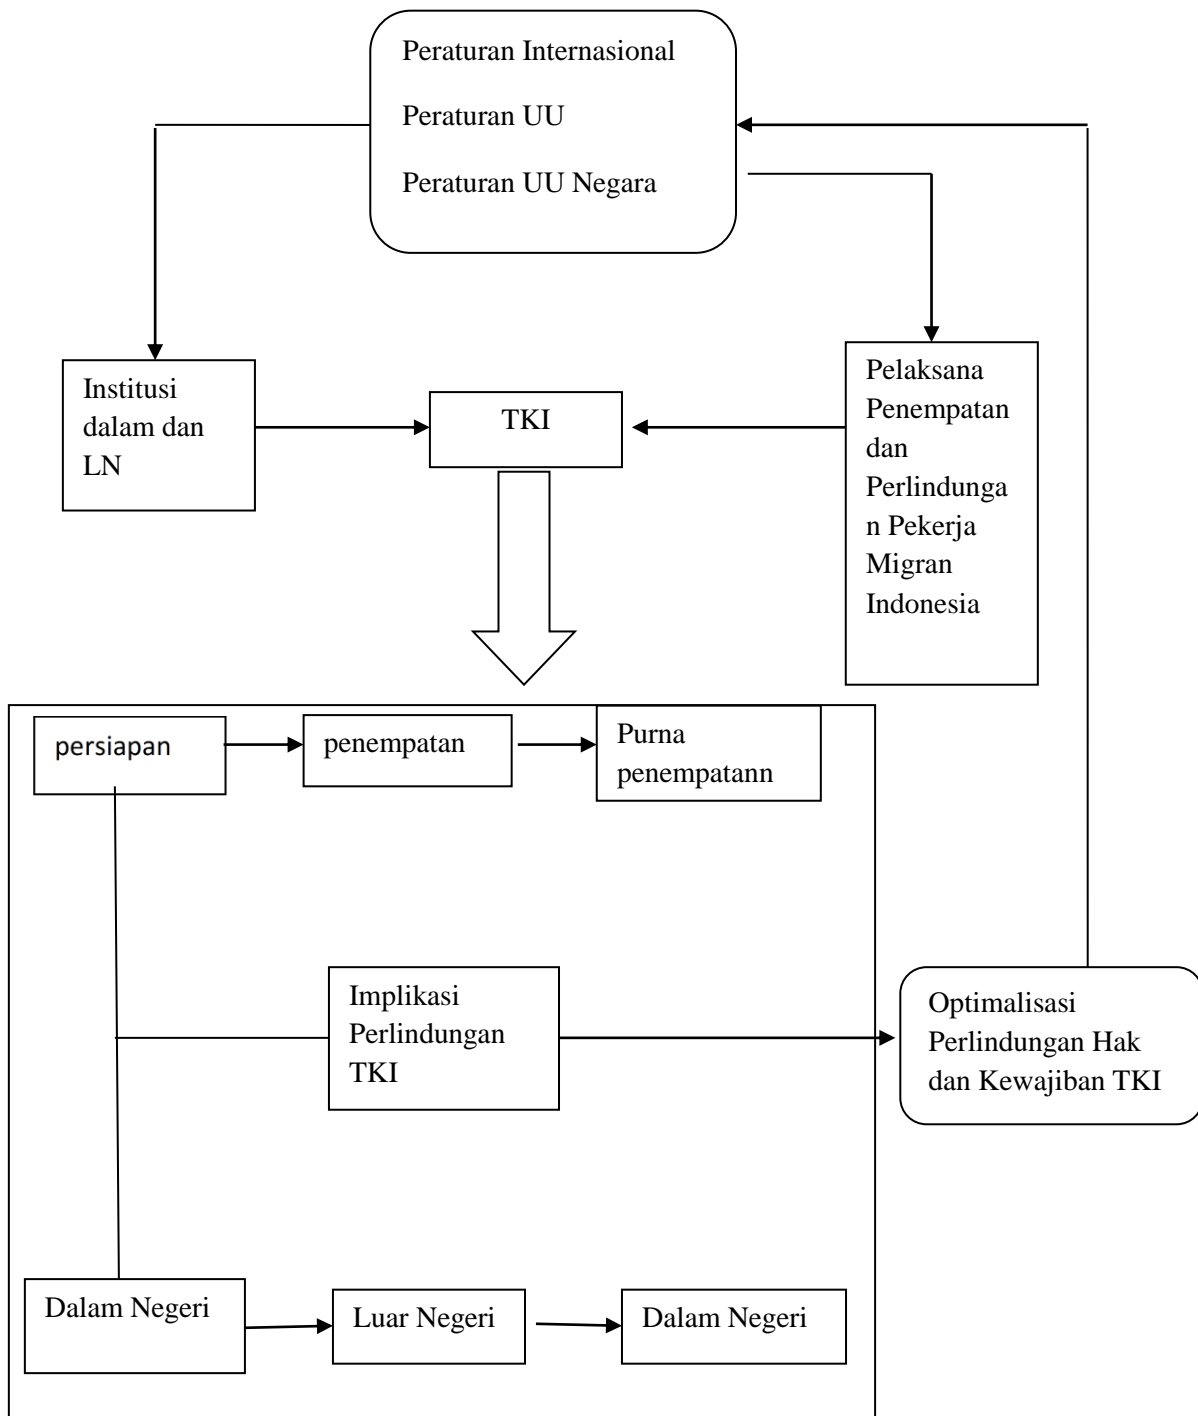 Peraturan Internasional
Peraturan UU
Peraturan UU Negara
Institusi
dalam dan
LN
TKI
Pelaksana
Penempatan
dan
Perlindunga
n Pekerja
Migran
Indonesia
persiapan
penempatan
Purna
penempatann
Implikasi
Perlindungan
TKI
Optimalisasi
Perlindungan Hak
dan Kewajiban TKI
Dalam Negeri
Luar Negeri
Dalam Negeri